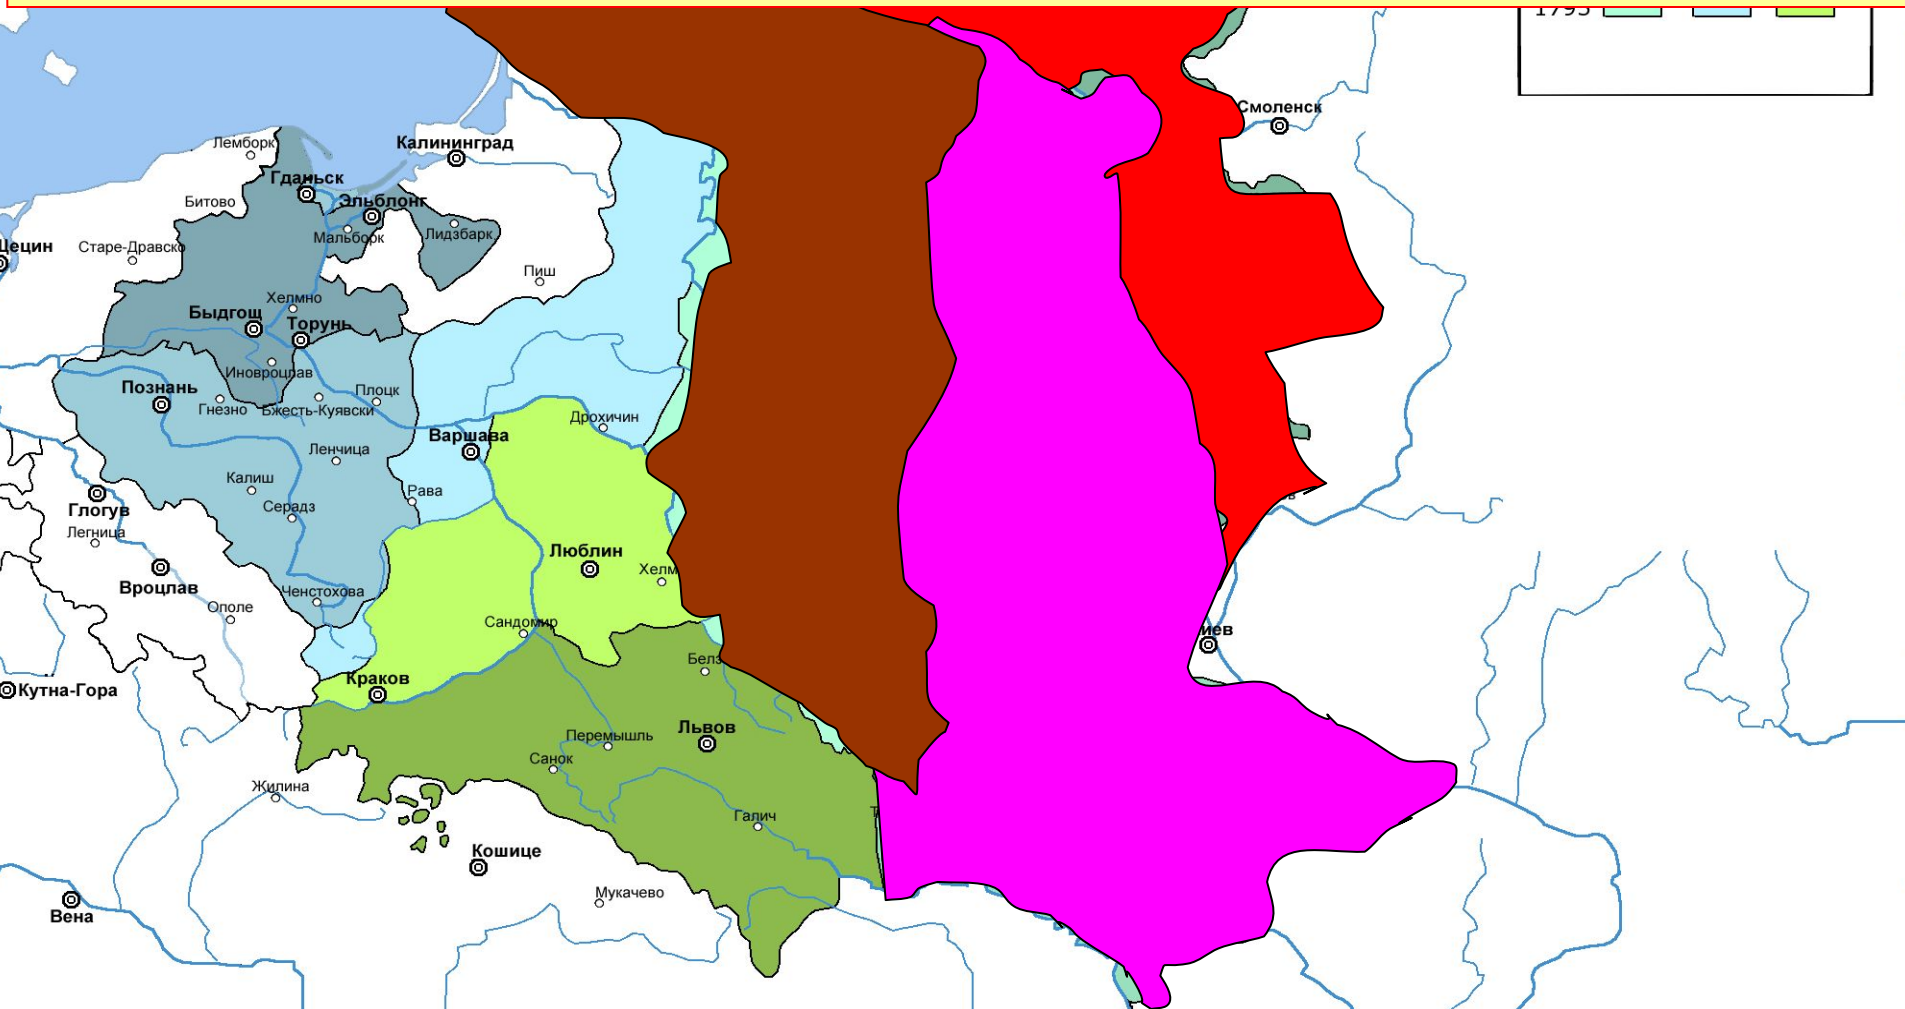 1795
Смоленск
Лемборк
Калининград
Гданьск
Битово
Эльблонг
Мальборк
Лидзбарк
Старе-Дравско
Щецин
Пиш
Хелмно
Быдгощ
Торунь
Иновроцлав
Познань
Гнезно
Бжесть-Куявски
Плоцк
Дрохичин
Варшава
Ленчица
Калиш
Рава
Серадз
Глогув
Легница
Люблин
Хелм
Вроцлав
Ченстохова
Ополе
Сандомир
иев
Белз
Краков
Кутна-Гора
Львов
Перемышль
Санок
Жилина
Галич
Кошице
Мукачево
Вена